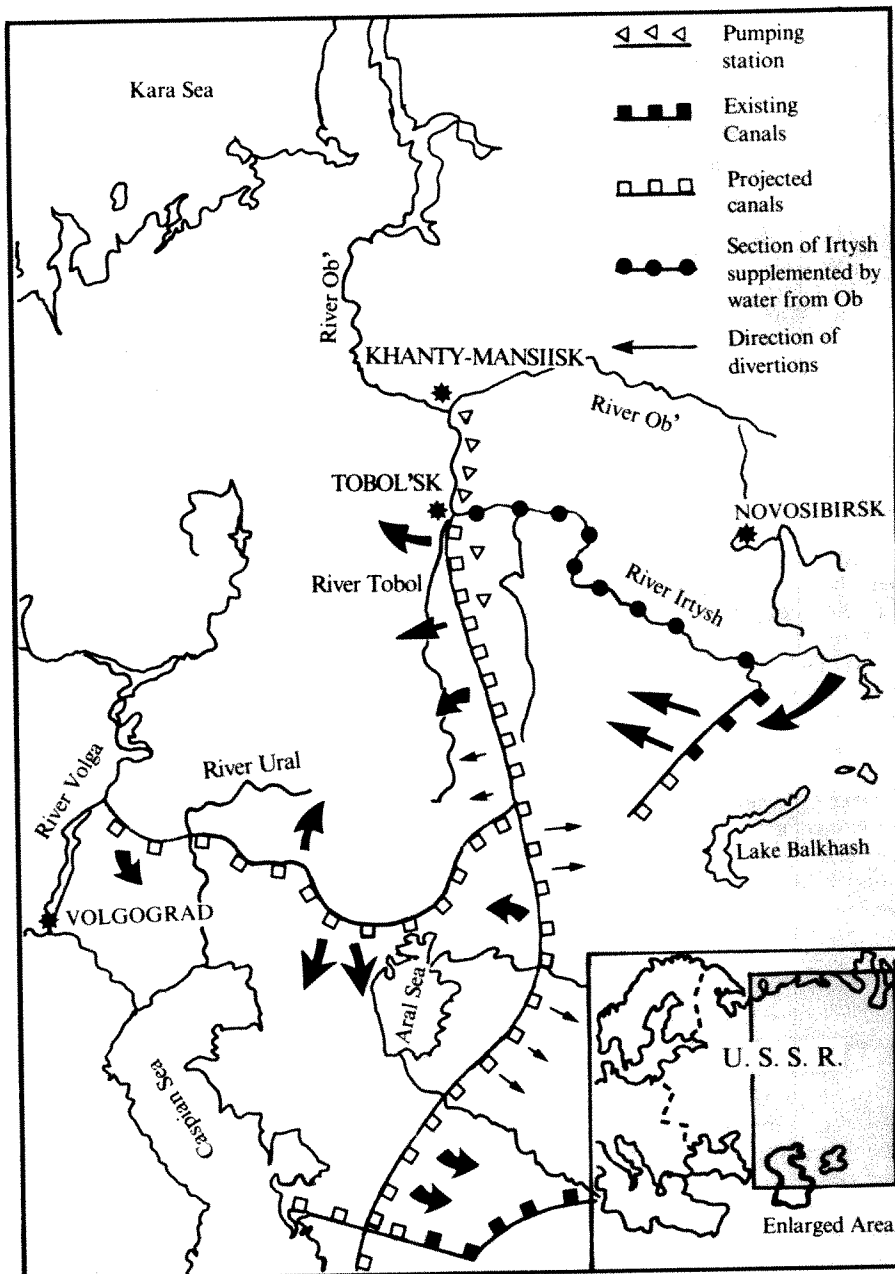 Kara Sea
Pumping
station
Existing
Canals
Projected
canals
Section of Irtysh
supplemented by
water from Ob
Direction of
divertions
River Ob'
KHANTY-MANSIISK
River Ob'
TOBOL'SK
NOVOSIBIRSK
River Tobol
River Irtysh
River Volga
River Ural
Lake Balkhash
VOLGOGRAD
Aral Sea
Caspian Sea
U. S. S. R.
Enlarged Area